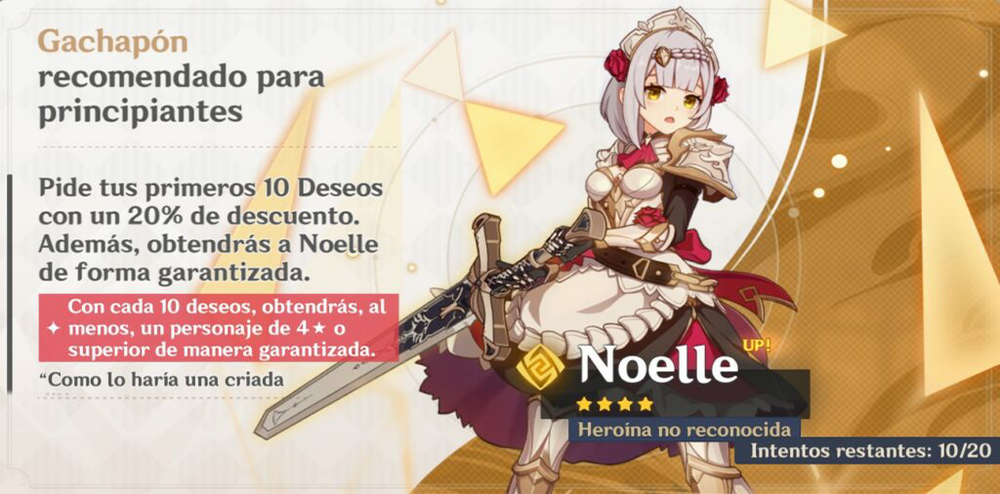 Gachapón
recomendado para
principiantes
Pide tus primeros 10 Deseos
con un 20% de descuento.
Además, obtendrás a Noelle
de forma garantizada.
Con cada 10 deseos, obtendrás, al
menos, un personaje de 4★ o
superior de manera garantizada.
“Como lo haría una criada
Noelle UP!
★★★★
Heroína no reconocida
Intentos restantes: 10/20